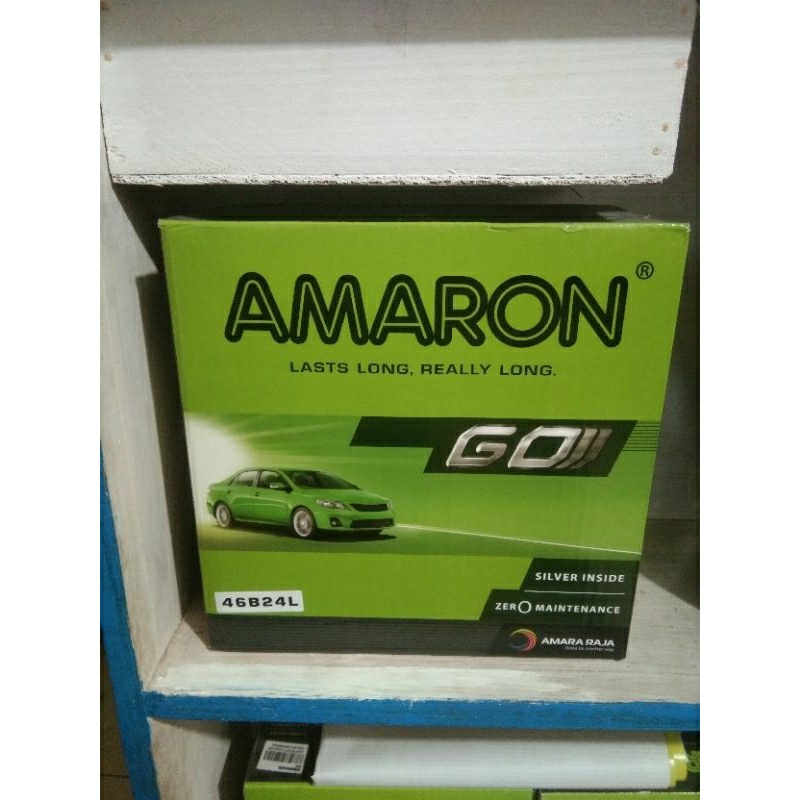 AMARON®
LASTS LONG, REALLY LONG.
GO
SILVER INSIDE
ZERO MAINTENANCE
46B24L
AMARA RAJA